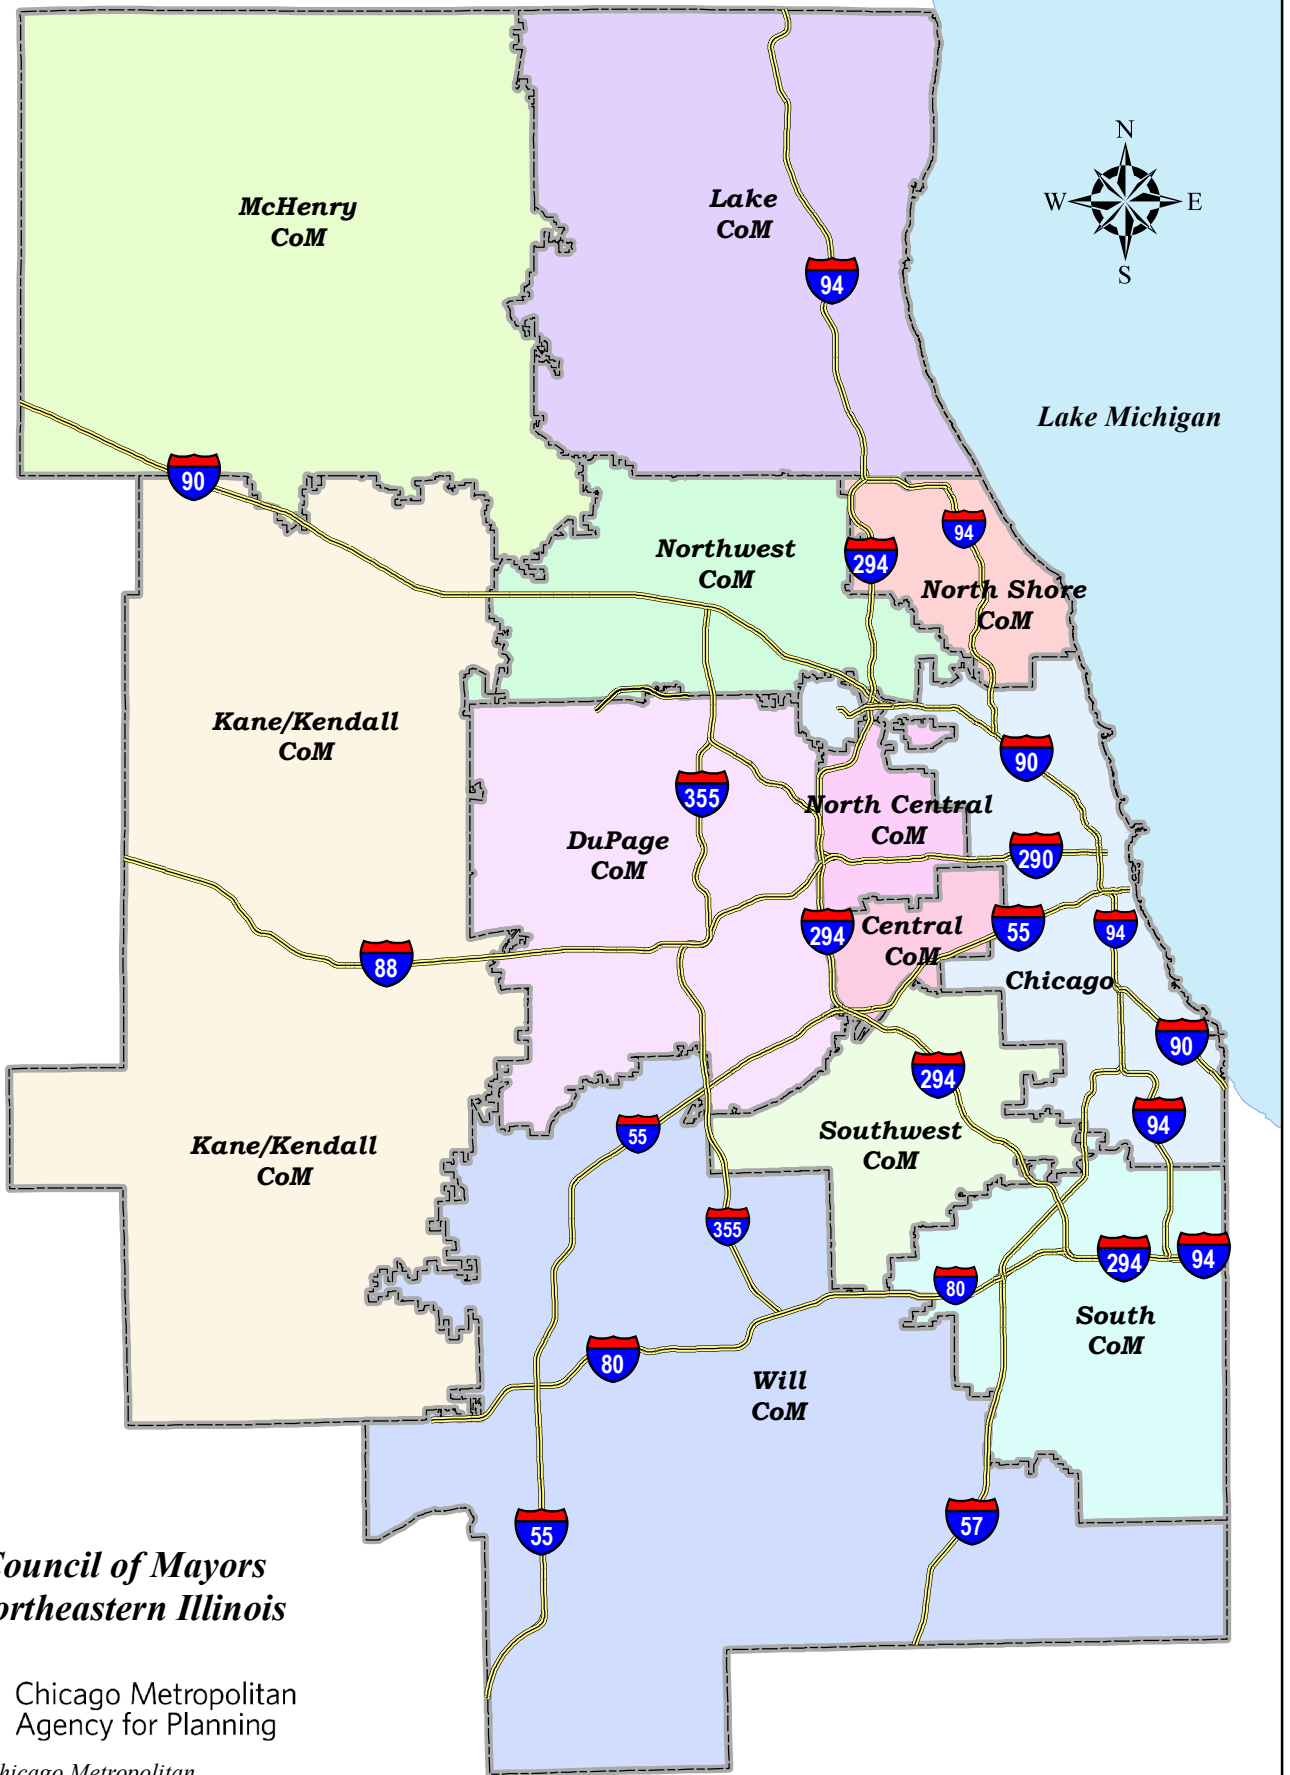 N
W E
S
McHenry
CoM
Lake
CoM
94
Lake Michigan
90
94
294
Northwest
CoM
North Shore
CoM
Kane/Kendall
CoM
90
355
North Central
CoM
DuPage
CoM
290
294
Central
CoM
55
94
88
Chicago
90
294
94
55
Southwest
CoM
Kane/Kendall
CoM
355
294
94
80
South
CoM
80
Will
CoM
57
55
of Mayors
Illinois
Chicago Metropolitan
Agency for Planning